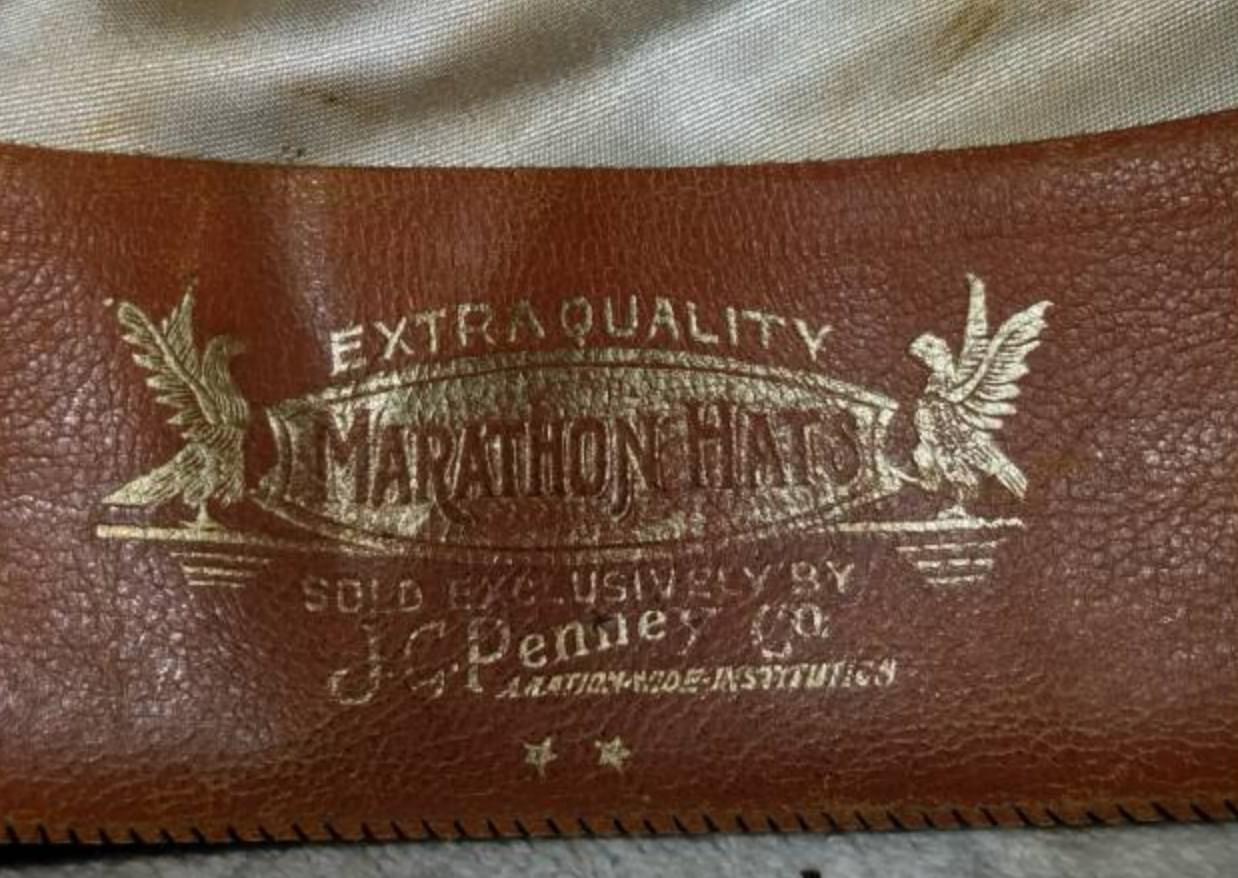 EXTRA QUALITY
MARATHON HATS
SOLD EXCLUSIVELY BY
J.C. Penney Co.
A NATION-WIDE-INSTITUTION